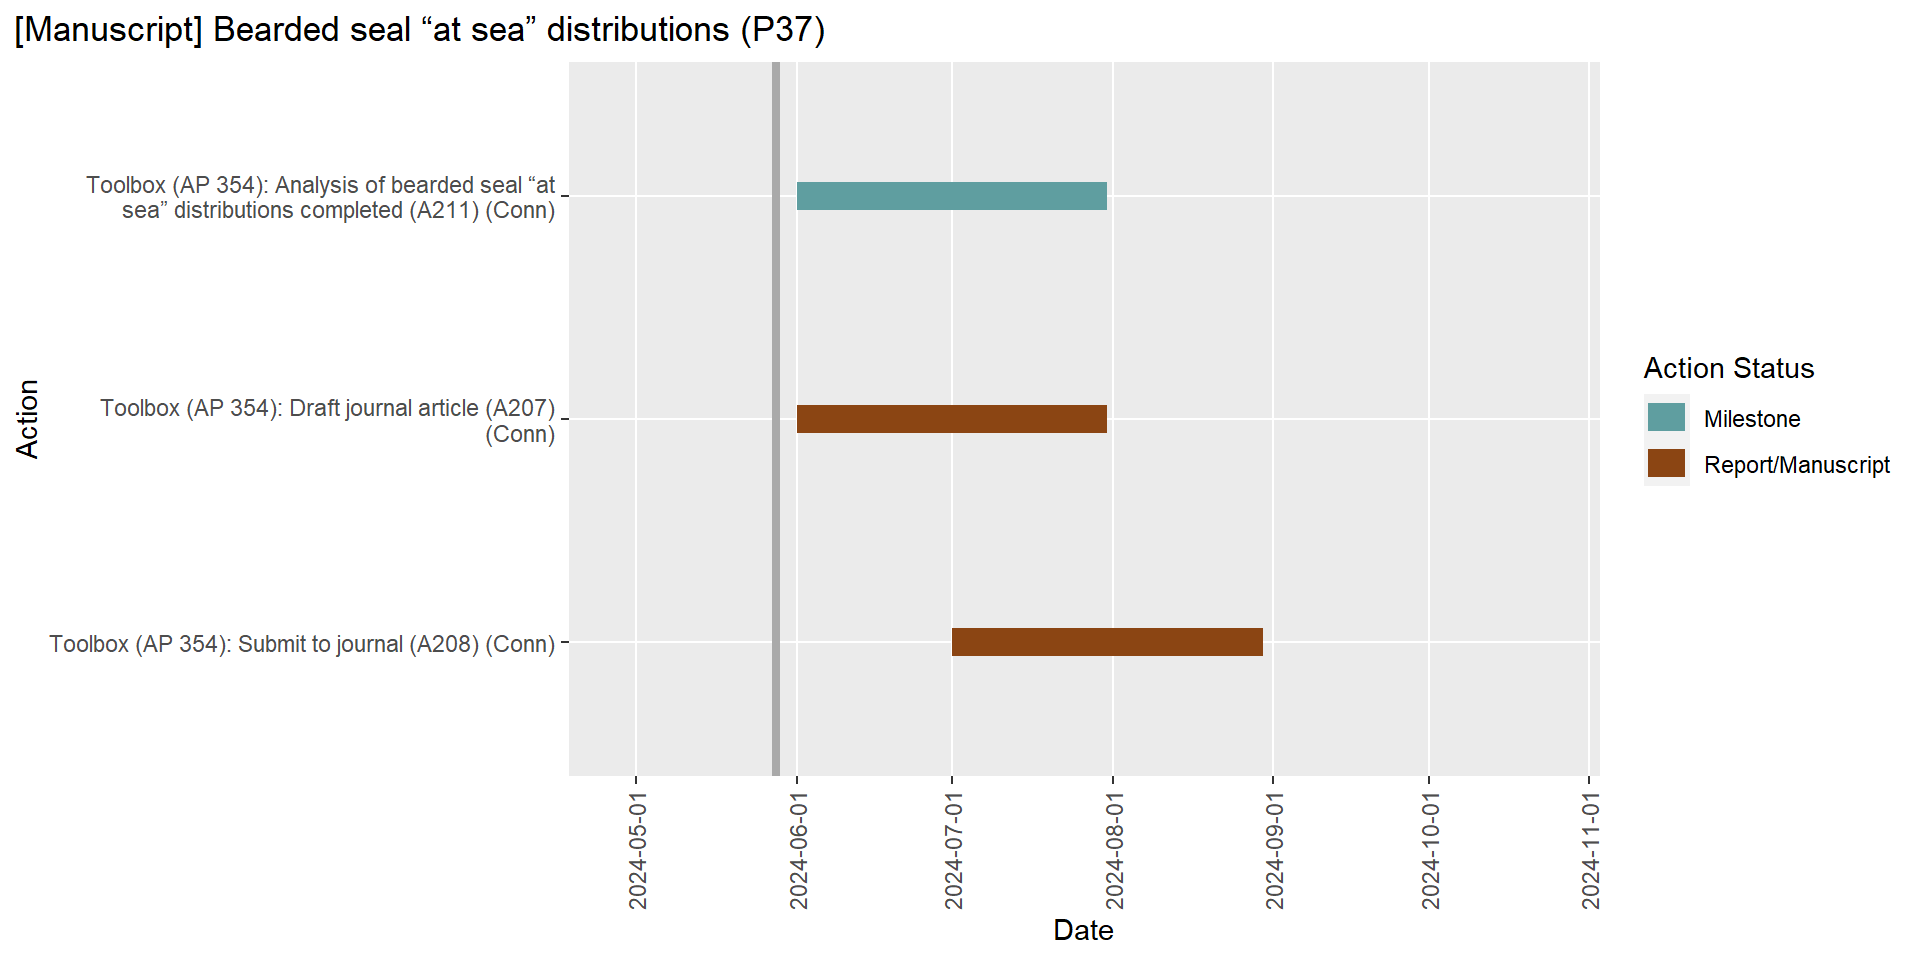 [Manuscript] Bearded seal “at sea” distributions (P37)
Action
Toolbox (AP 354): Analysis of bearded seal “at
sea” distributions completed (A211) (Conn)
Toolbox (AP 354): Draft journal article (A207)
(Conn)
Toolbox (AP 354): Submit to journal (A208) (Conn)
2024-05-01
2024-06-01
2024-07-01
2024-08-01
2024-09-01
2024-10-01
2024-11-01
Date
Action Status
Milestone
Report/Manuscript